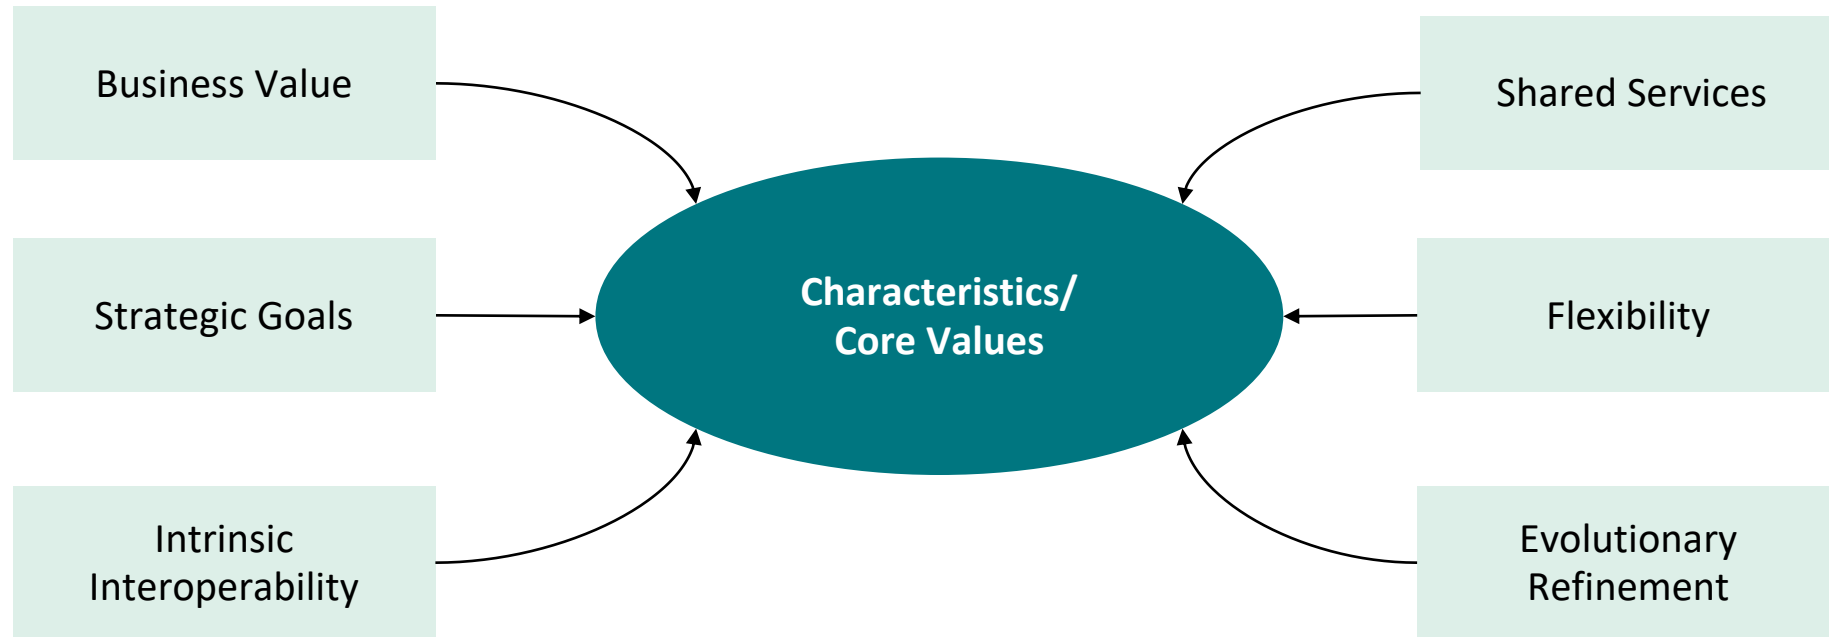 Business Value
Strategic Goals
Intrinsic
Interoperability
Characteristics/
Core Values
Shared Services
Flexibility
Evolutionary
Refinement